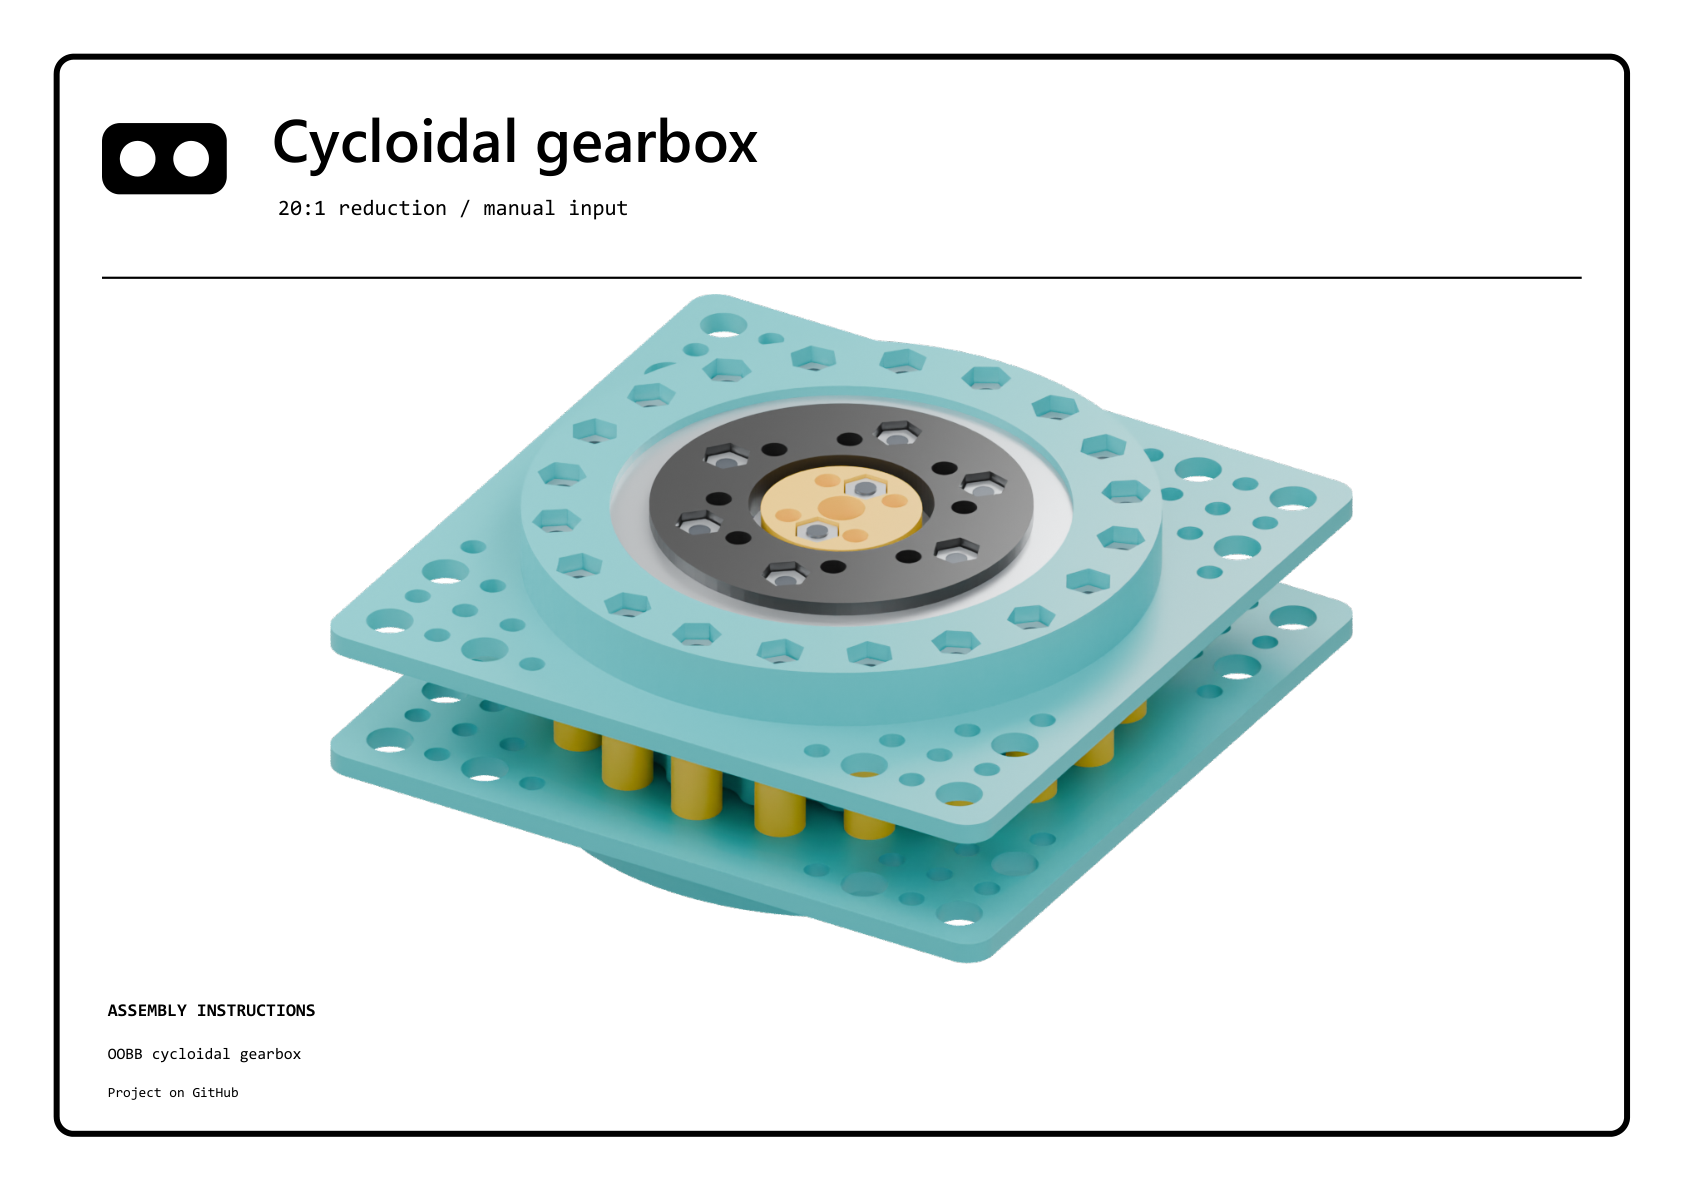 Cycloidal gearbox
20:1 reduction / manual input
ASSEMBLY INSTRUCTIONS
OOBB cycloidal gearbox
Project on GitHub